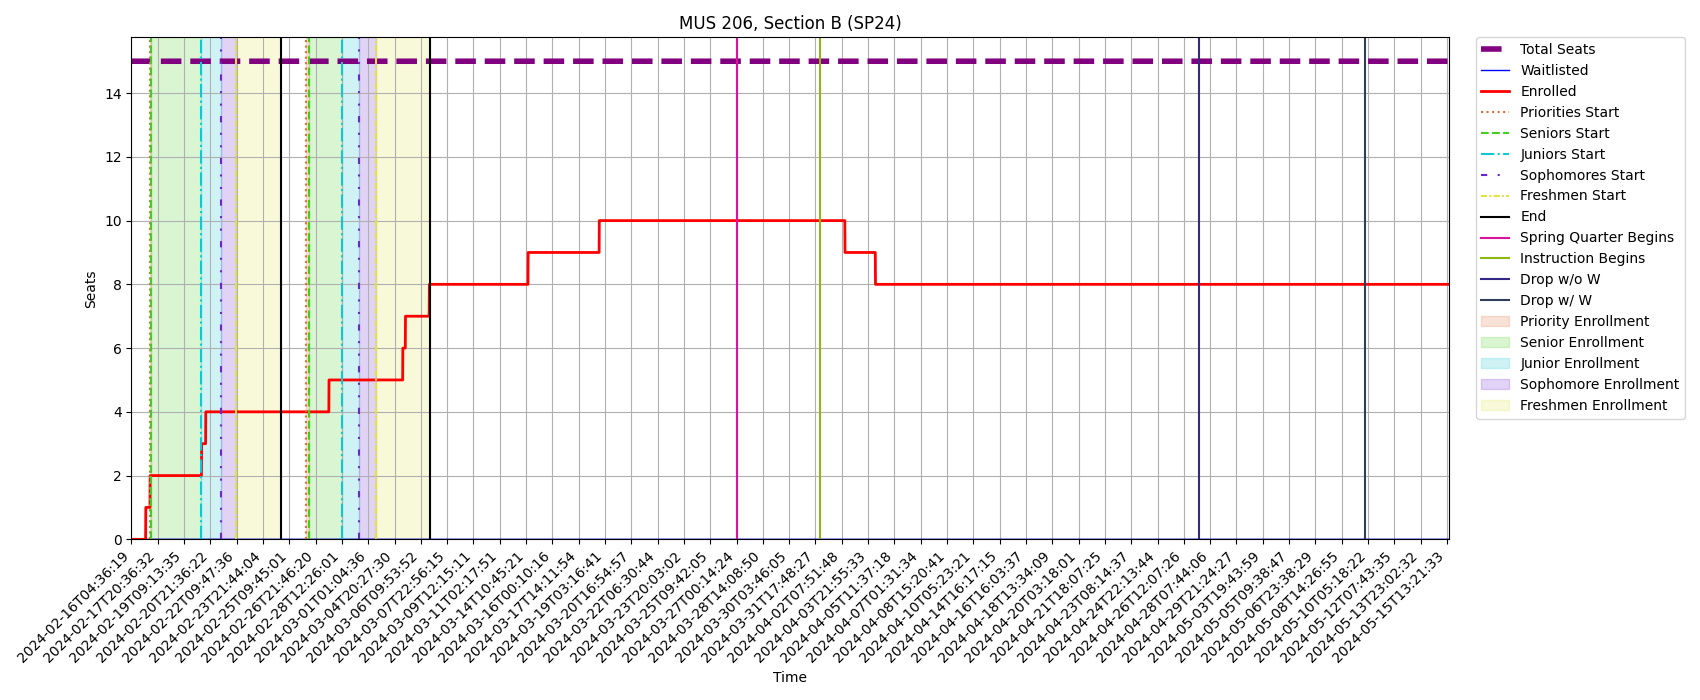 MUS 206, Section B (SP24)
Seats
14
12
10
8
6
4
2
0
2024-02-16T04:36:19
2024-02-17T20:36:32
2024-02-19T09:13:35
2024-02-20T21:36:22
2024-02-22T09:47:36
2024-02-23T21:44:04
2024-02-25T09:45:01
2024-02-26T21:46:20
2024-02-28T12:26:01
2024-03-01T01:04:36
2024-03-04T20:27:30
2024-03-06T09:53:52
2024-03-07T22:56:15
2024-03-09T12:15:11
2024-03-11T02:17:51
2024-03-14T10:45:21
2024-03-16T00:10:16
2024-03-17T14:11:54
2024-03-19T03:16:41
2024-03-20T16:54:57
2024-03-22T06:30:44
2024-03-23T20:03:02
2024-03-25T09:42:05
2024-03-27T00:14:24
2024-03-28T14:08:50
2024-03-30T03:46:05
2024-03-31T17:48:27
2024-04-02T07:51:48
2024-04-03T21:55:33
2024-04-05T11:37:18
2024-04-07T01:31:34
2024-04-08T15:20:41
2024-04-10T05:23:21
2024-04-14T16:17:15
2024-04-16T16:03:37
2024-04-18T13:34:09
2024-04-20T03:18:01
2024-04-21T18:07:25
2024-04-23T08:14:37
2024-04-24T22:13:44
2024-04-26T12:07:26
2024-04-28T07:44:06
2024-04-29T21:24:27
2024-05-03T19:43:59
2024-05-05T09:38:47
2024-05-06T23:38:29
2024-05-08T14:26:55
2024-05-10T05:18:22
2024-05-12T07:43:35
2024-05-13T23:02:32
2024-05-15T13:21:33
Time
Total Seats
Waitlisted
Enrolled
Priorities Start
Seniors Start
Juniors Start
Sophomores Start
Freshmen Start
End
Spring Quarter Begins
Instruction Begins
Drop w/o W
Drop w/ W
Priority Enrollment
Senior Enrollment
Junior Enrollment
Sophomore Enrollment
Freshmen Enrollment